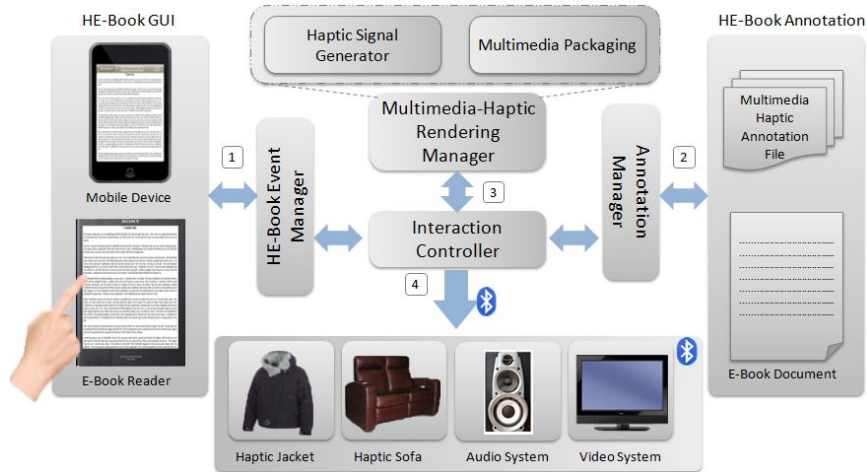 HE-Book GUI
HE-Book Annotation
Haptic Signal
Generator
Multimedia Packaging
Multimedia-Haptic
Rendering
Manager
1
HE-Book Event
Manager
3
Annotation
Manager
2
Multimedia
Haptic
Annotation
File
Mobile Device
SONY
Interaction
Controller
4
E-Book Reader
E-Book Document
Haptic Jacket
Haptic Sofa
Audio System
Video System